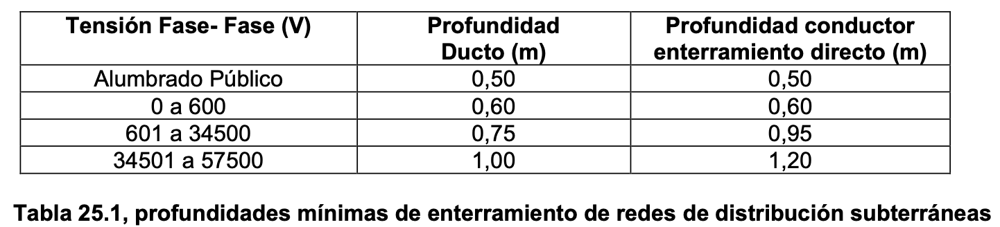 Tensión Fase- Fase (V) Profundidad Ducto (m) Profundidad conductor enterramiento directo (m)
Alumbrado Público 0,50 0,50
0 a 600 0,60 0,60
601 a 34500 0,75 0,95
34501 a 57500 1,00 1,20
Tabla 25.1, profundidades mínimas de enterramiento de redes de distribución subterráneas